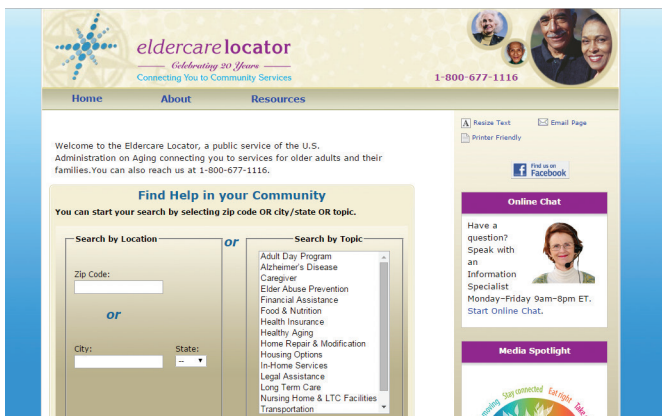 eldercare locator
Celebrating 20 Years
Connecting You to Community Services
1-800-677-1116
Home About Resources
Welcome to the Eldercare Locator, a public service of the U.S.
Administration on Aging connecting you to services for older adults and their
families.You can also reach us at 1-800-677-1116.
Find Help in your Community
You can start your search by selecting zip code OR city/state OR topic.
Search by Location
Zip Code:
or
City: State:
--
or
Search by Topic
Adult Day Program
Alzheimer's Disease
Caregiver
Elder Abuse Prevention
Financial Assistance
Food & Nutrition
Health Insurance
Healthy Aging
Home Repair & Modification
Housing Options
In-Home Services
Legal Assistance
Long Term Care
Nursing Home & LTC Facilities
Transportation
A Resize Text Email Page
Printer Friendly
f Find us on
Facebook
Online Chat
Have a
question?
Speak with
an
Information
Specialist
Monday–Friday 9am–8pm ET.
Start Online Chat.
Media Spotlight
moving Stay connected Eat right Take